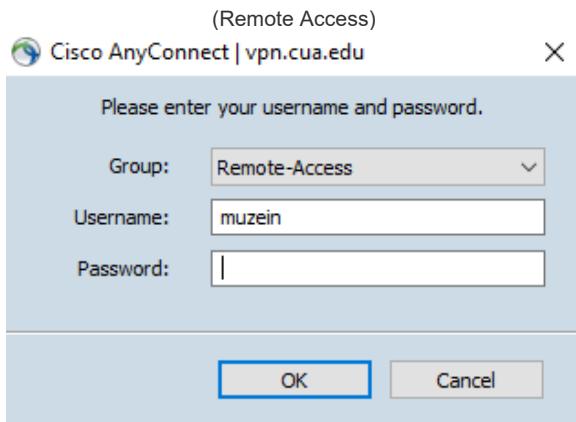 (Remote Access)
Cisco AnyConnect | vpn.cua.edu
Please enter your username and password.
Group: Remote-Access
Username: muzein
Password:
OK Cancel